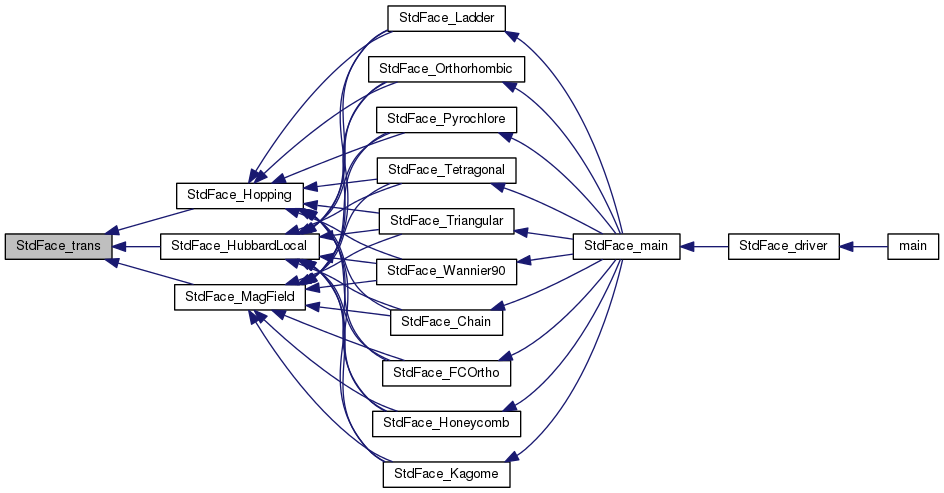 StdFace_Ladder
StdFace_Orthorhombic
StdFace_Pyrochlore
StdFace_Tetragonal
StdFace_Hopping
StdFace_Triangular
StdFace_trans
StdFace_HubbardLocal
StdFace_main
StdFace_driver
main
StdFace_Wannier90
StdFace_MagField
StdFace_Chain
StdFace_FCOrtho
StdFace_Honeycomb
StdFace_Kagome